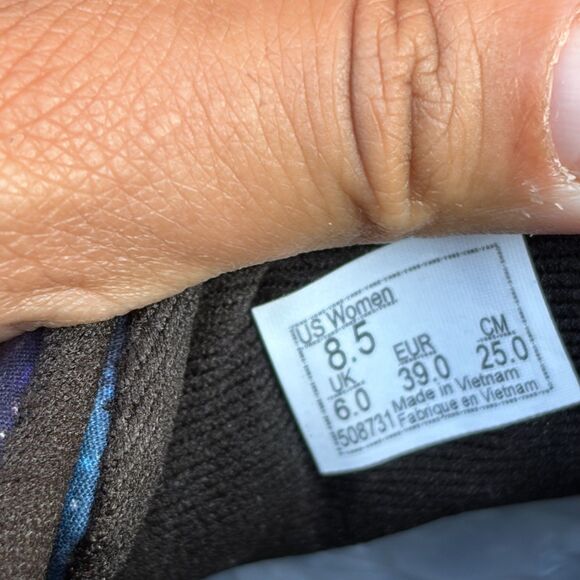 US Women
8.5
UK EUR CM
6.0 39.0 25.0
508731 Made in Vietnam
Fabrique en Vietnam